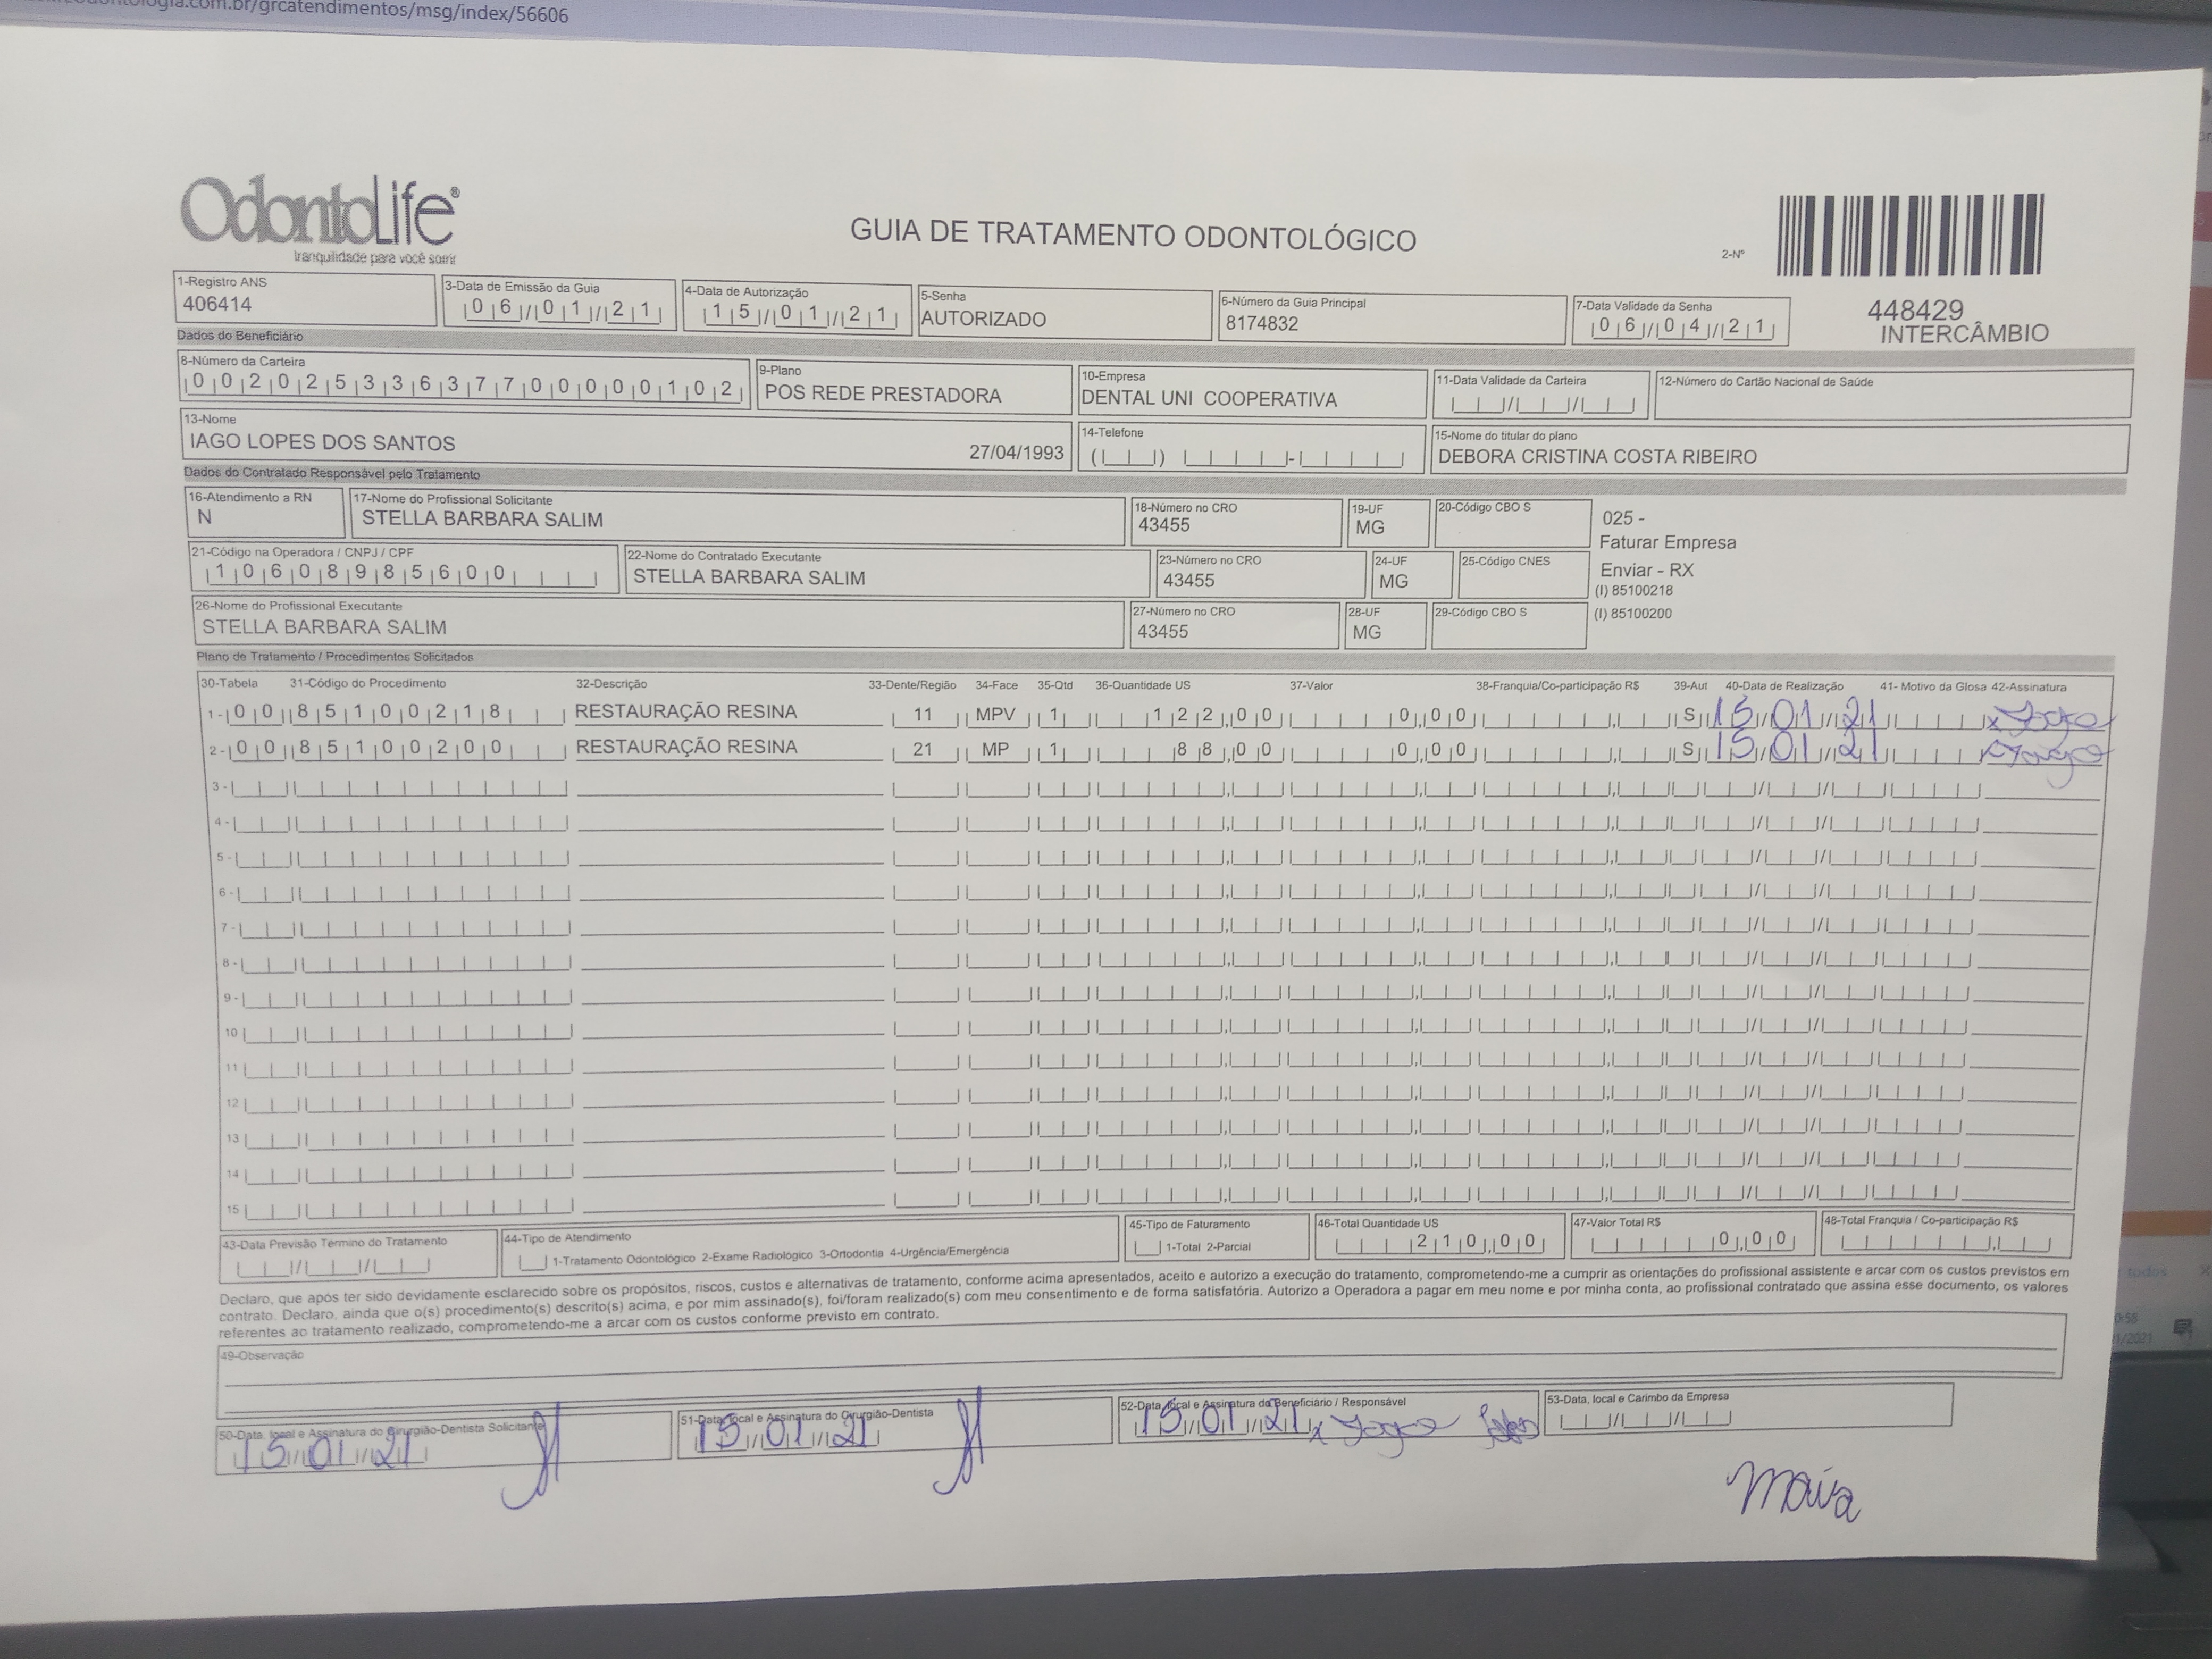 odontologia.com.br/grcatendimentos/msg/index/56606
OdontoLife®
tranquilidade para você sorrir
GUIA DE TRATAMENTO ODONTOLÓGICO
2-Nº
448429
INTERCÂMBIO
1-Registro ANS 3-Data de Emissão da Guia 4-Data de Autorização 5-Senha 6-Número da Guia Principal 7-Data Validade da Senha
406414 06/01/21 15/01/21 AUTORIZADO 8174832 06/04/21
Dados do Beneficiário
8-Número da Carteira 9-Plano 10-Empresa 11-Data Validade da Carteira 12-Número do Cartão Nacional de Saúde
00202533637700000102 POS REDE PRESTADORA DENTAL UNI COOPERATIVA
13-Nome 14-Telefone 15-Nome do titular do plano
IAGO LOPES DOS SANTOS 27/04/1993 DEBORA CRISTINA COSTA RIBEIRO
Dados do Contratado Responsável pelo Tratamento
16-Atendimento a RN 17-Nome do Profissional Solicitante 18-Número no CRO 19-UF 20-Código CBO S
N STELLA BARBARA SALIM 43455 MG
025 -
Faturar Empresa
Enviar - RX
(I) 85100218
(I) 85100200
21-Código na Operadora / CNPJ / CPF 22-Nome do Contratado Executante 23-Número no CRO 24-UF 25-Código CNES
10608985600 STELLA BARBARA SALIM 43455 MG
26-Nome do Profissional Executante 27-Número no CRO 28-UF 29-Código CBO S
STELLA BARBARA SALIM 43455 MG
Plano de Tratamento / Procedimentos Solicitados
30-Tabela 31-Código do Procedimento 32-Descrição 33-Dente/Região 34-Face 35-Qtd 36-Quantidade US 37-Valor 38-Franquia/Co-participação R$ 39-Aut 40-Data de Realização 41- Motivo da Glosa 42-Assinatura
1- 00 85100218 RESTAURAÇÃO RESINA 11 MPV 1 122,00 0,00 S 15/01/21 x Iago
2- 00 85100200 RESTAURAÇÃO RESINA 21 MP 1 88,00 0,00 S 15/01/21 x Iago
3-
4-
5-
6-
7-
8-
9-
10
11
12
13
14
15
43-Data Previsão Término do Tratamento 44-Tipo de Atendimento 45-Tipo de Faturamento 46-Total Quantidade US 47-Valor Total R$ 48-Total Franquia / Co-participação R$
1-Tratamento Odontológico 2-Exame Radiológico 3-Ortodontia 4-Urgência/Emergência 1-Total 2-Parcial 210,00 0,00
Declaro, que após ter sido devidamente esclarecido sobre os propósitos, riscos, custos e alternativas de tratamento, conforme acima apresentados, aceito e autorizo a execução do tratamento, comprometendo-me a cumprir as orientações do profissional assistente e arcar com os custos previstos em
contrato. Declaro, ainda que o(s) procedimento(s) descrito(s) acima, e por mim assinado(s), foi/foram realizado(s) com meu consentimento e de forma satisfatória. Autorizo a Operadora a pagar em meu nome e por minha conta, ao profissional contratado que assina esse documento, os valores
referentes ao tratamento realizado, comprometendo-me a arcar com os custos conforme previsto em contrato.
49-Observação
50-Data, local e Assinatura do Cirurgião-Dentista Solicitante 51-Data, local e Assinatura do Cirurgião-Dentista 52-Data, local e Assinatura do Beneficiário / Responsável 53-Data, local e Carimbo da Empresa
15/01/21 15/01/21 15/01/21 x Iago
Maiva
todos